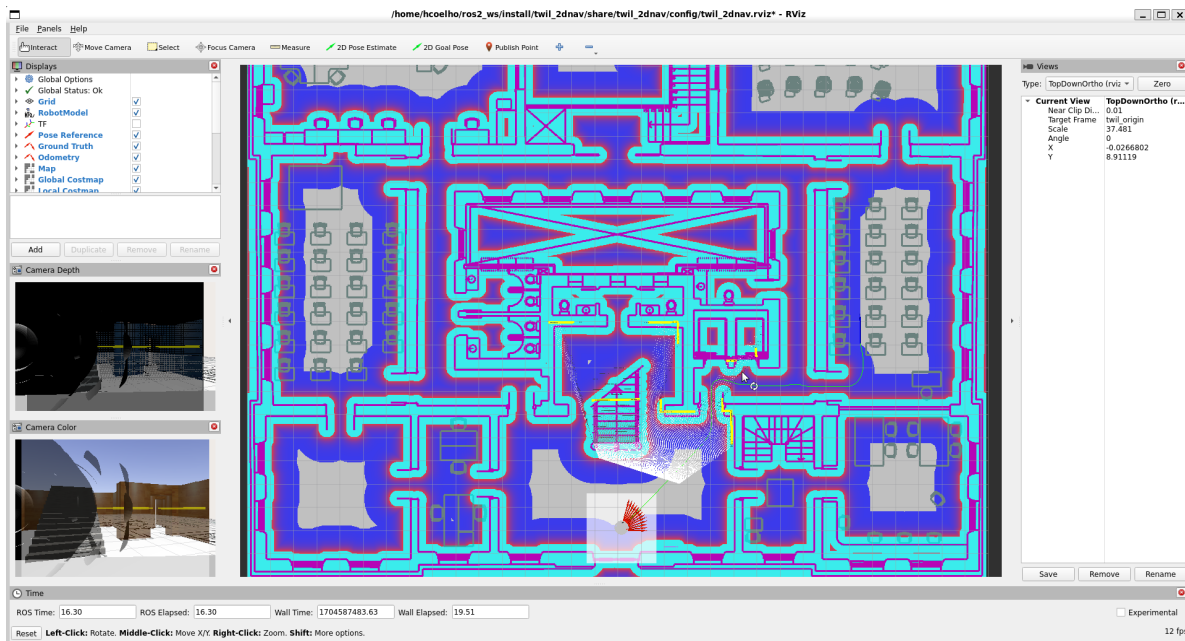 /home/hcoelho/ros2_ws/install/twil_2dnav/share/twil_2dnav/config/twil_2dnav.rviz* - RViz
File Panels Help
Interact Move Camera Select Focus Camera Measure 2D Pose Estimate 2D Goal Pose Publish Point
Displays
Global Options
Global Status: Ok
Grid
RobotModel
TF
Pose Reference
Ground Truth
Odometry
Map
Global Costmap
Local Costmap
Add Duplicate Remove Rename
Camera Depth
Camera Color
Views
Type: TopDownOrtho (rviz Zero
Current View TopDownOrtho (r...
Near Clip Di... 0.01
Target Frame twil_origin
Scale 37.481
Angle 0
X -0.0266802
Y 8.91119
Save Remove Rename
Time
ROS Time: 16.30 ROS Elapsed: 16.30 Wall Time: 1704587483.63 Wall Elapsed: 19.51 Experimental
Reset Left-Click: Rotate. Middle-Click: Move X/Y. Right-Click: Zoom. Shift: More options. 12 fps